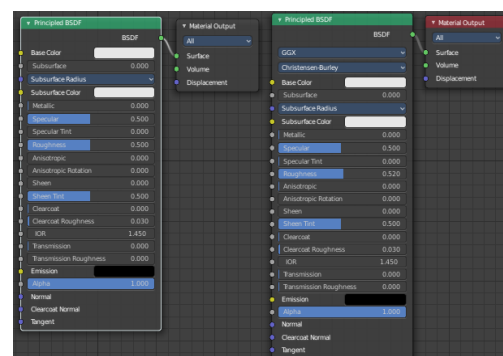 Principled BSDF
BSDF
Base Color
Subsurface 0.000
Subsurface Radius
Subsurface Color
Metallic 0.000
Specular 0.500
Specular Tint 0.000
Roughness 0.500
Anisotropic 0.000
Anisotropic Rotation 0.000
Sheen 0.000
Sheen Tint 0.500
Clearcoat 0.000
Clearcoat Roughness 0.030
IOR 1.450
Transmission 0.000
Transmission Roughness 0.000
Emission
Alpha 1.000
Normal
Clearcoat Normal
Tangent
Material Output
All
Surface
Volume
Displacement
Principled BSDF
BSDF
GGX
Christensen-Burley
Base Color
Subsurface 0.000
Subsurface Radius
Subsurface Color
Metallic 0.000
Specular 0.500
Specular Tint 0.000
Roughness 0.520
Anisotropic 0.000
Anisotropic Rotation 0.000
Sheen 0.000
Sheen Tint 0.500
Clearcoat 0.000
Clearcoat Roughness 0.030
IOR 1.450
Transmission 0.000
Transmission Roughness 0.000
Emission
Alpha 1.000
Normal
Clearcoat Normal
Tangent
Material Output
All
Surface
Volume
Displacement